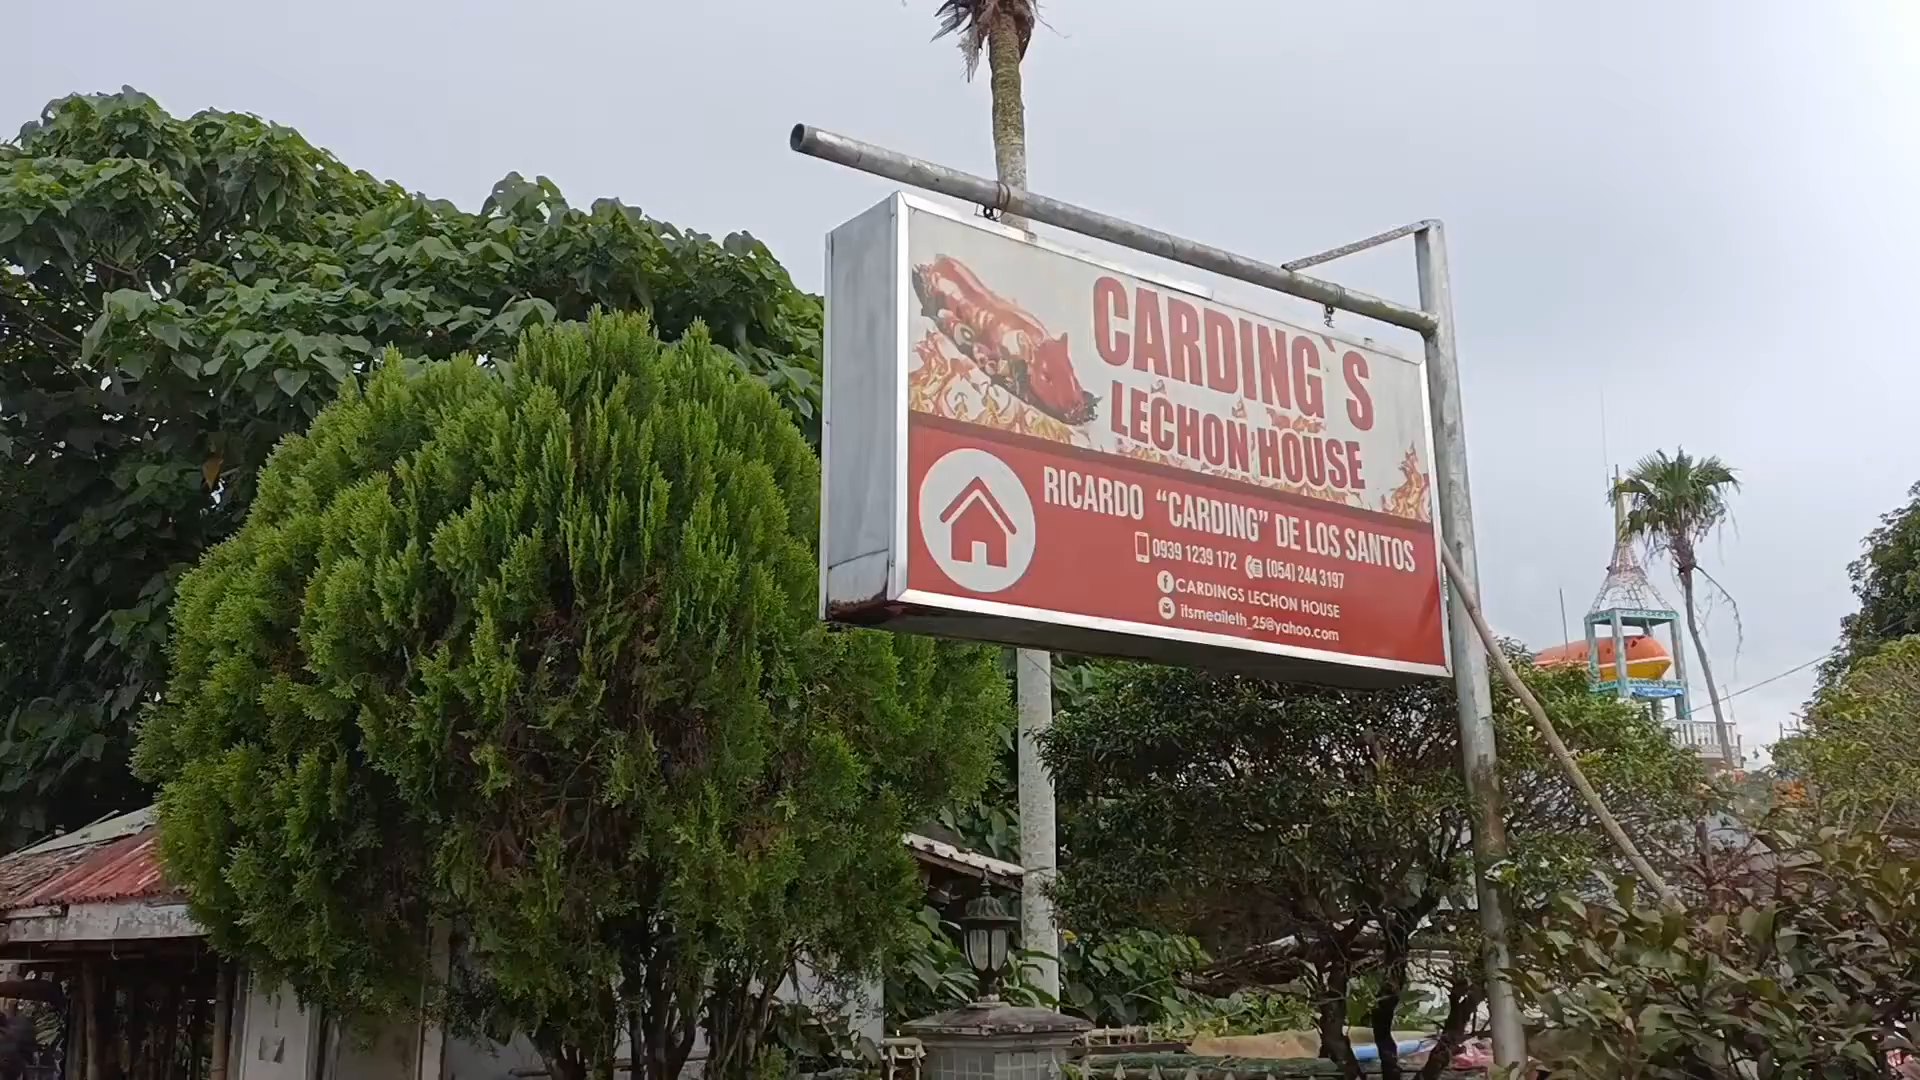 CARDING`S
LECHON HOUSE
RICARDO “CARDING” DE LOS SANTOS
0939 1239 172 (054) 244 3197
CARDINGS LECHON HOUSE
itsmeailelh_25@yahoo.com